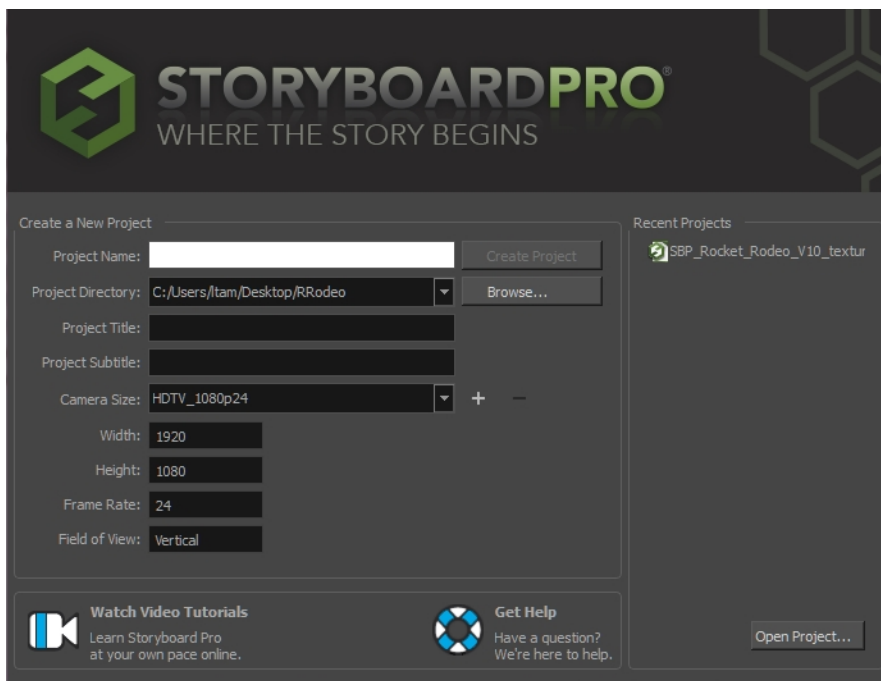 STORYBOARDPRO®
WHERE THE STORY BEGINS
Create a New Project
Project Name:
Create Project
Project Directory: C:/Users/ltam/Desktop/RRodeo
Browse...
Project Title:
Project Subtitle:
Camera Size: HDTV_1080p24
Width: 1920
Height: 1080
Frame Rate: 24
Field of View: Vertical
Watch Video Tutorials
Learn Storyboard Pro
at your own pace online.
Get Help
Have a question?
We're here to help.
Recent Projects
SBP_Rocket_Rodeo_V10_textur
Open Project...